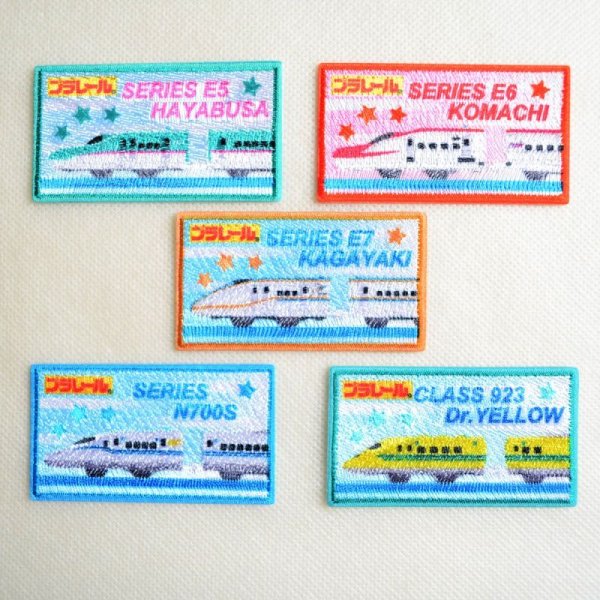 プラレール
SERIES E5
HAYABUSA
プラレール
SERIES E6
KOMACHI
プラレール
SERIES E7
KAGAYAKI
プラレール
SERIES
N700S
プラレール
CLASS 923
Dr.YELLOW